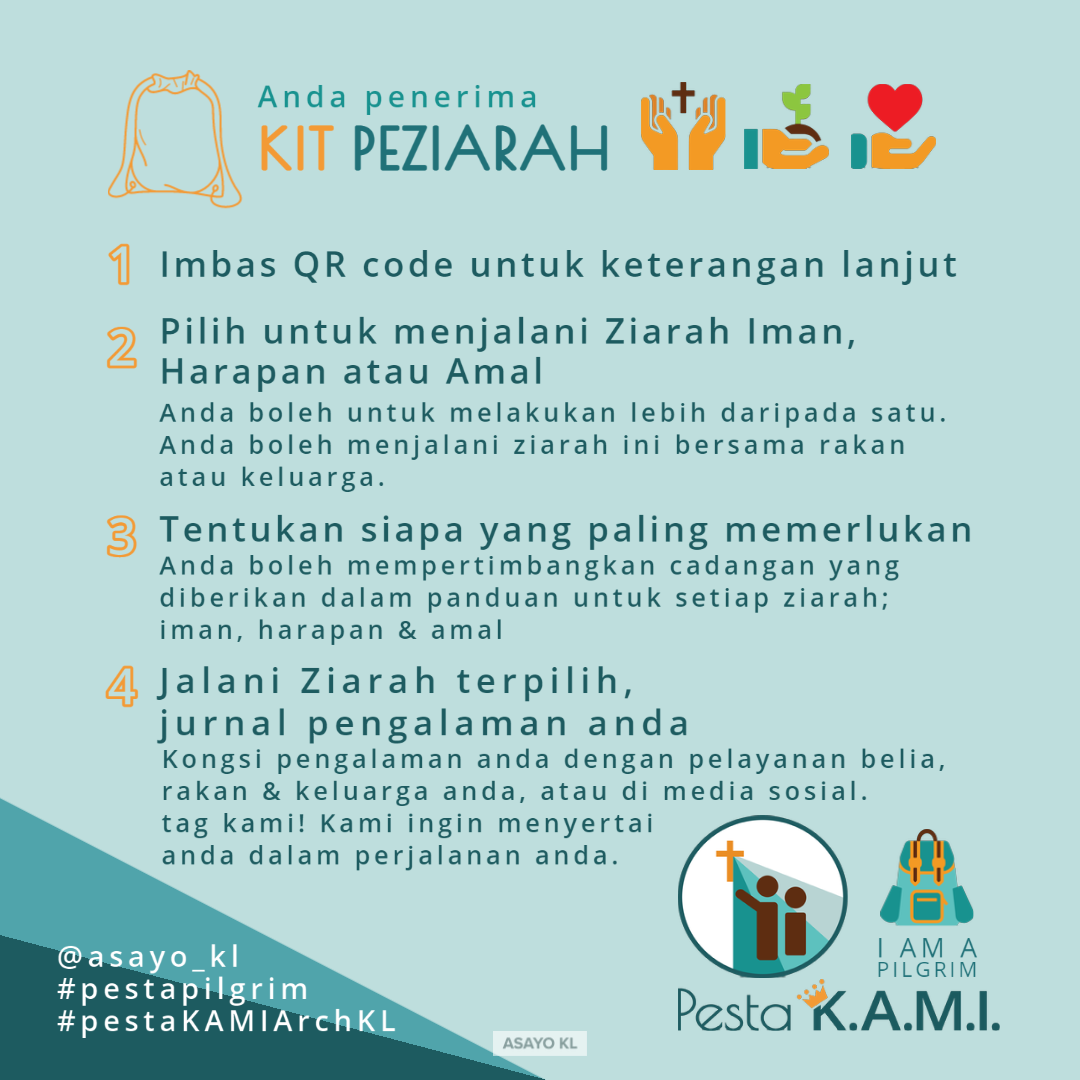 Anda penerima
KIT PEZIARAH
1 Imbas QR code untuk keterangan lanjut
2 Pilih untuk menjalani Ziarah Iman,
Harapan atau Amal
Anda boleh untuk melakukan lebih daripada satu.
Anda boleh menjalani ziarah ini bersama rakan
atau keluarga.
3 Tentukan siapa yang paling memerlukan
Anda boleh mempertimbangkan cadangan yang
diberikan dalam panduan untuk setiap ziarah;
iman, harapan & amal
4 Jalani Ziarah terpilih,
jurnal pengalaman anda
Kongsi pengalaman anda dengan pelayanan belia,
rakan & keluarga anda, atau di media sosial.
tag kami! Kami ingin menyertai
anda dalam perjalanan anda.
@asayo_kl
#pestapilgrim
#pestaKAMIArchKL
I AM A
PILGRIM
Pesta K.A.M.I.
ASAYO KL